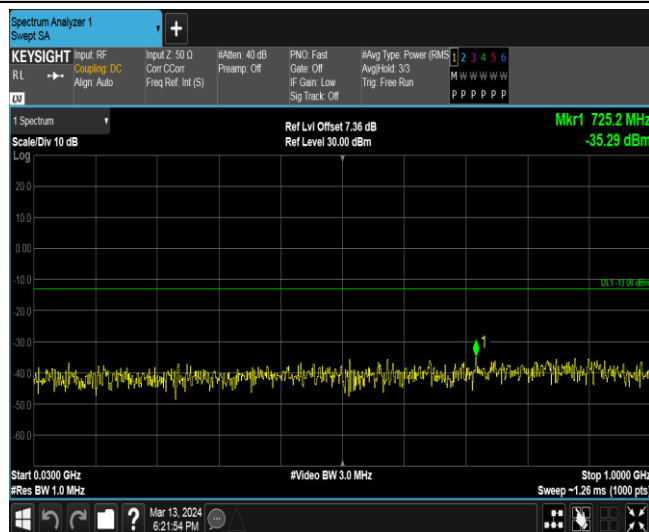 Spectrum Analyzer 1
Swept SA
+
KEYSIGHT
RL
LXI
Input: RF
Coupling: DC
Align: Auto
Input Z: 50 Ω
Corr CCorr
Freq Ref: Int (S)
#Atten: 40 dB
Preamp: Off
PNO: Fast
Gate: Off
IF Gain: Low
Sig Track: Off
#Avg Type: Power (RMS
Avg|Hold: 3/3
Trig: Free Run
1 2 3 4 5 6
M W W W W W
P P P P P P
1 Spectrum
Scale/Div 10 dB
Ref Lvl Offset 7.36 dB
Ref Level 30.00 dBm
Mkr1 725.2 MHz
-35.29 dBm
Log
20.0
10.0
0.00
-10.0
DL1 -13.00 dBm
-20.0
-30.0
1
-40.0
-50.0
-60.0
Start 0.0300 GHz
#Res BW 1.0 MHz
#Video BW 3.0 MHz
Stop 1.0000 GHz
Sweep ~1.26 ms (1000 pts)
?
Mar 13, 2024
6:21:54 PM